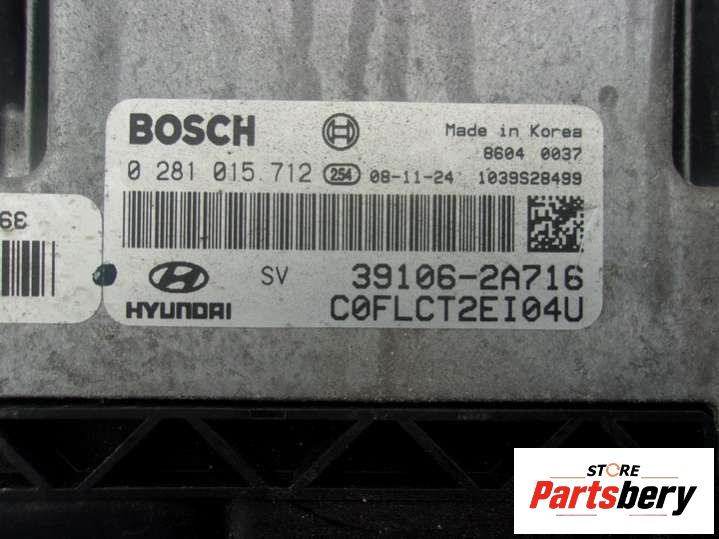 BOSCH
Made in Korea
8604 0037
0 281 015 712 254 08-11-24 1039S28499
39
HYUNDAI
SV 39106-2A716
C0FLCT2EI04U
STORE
Partsbery